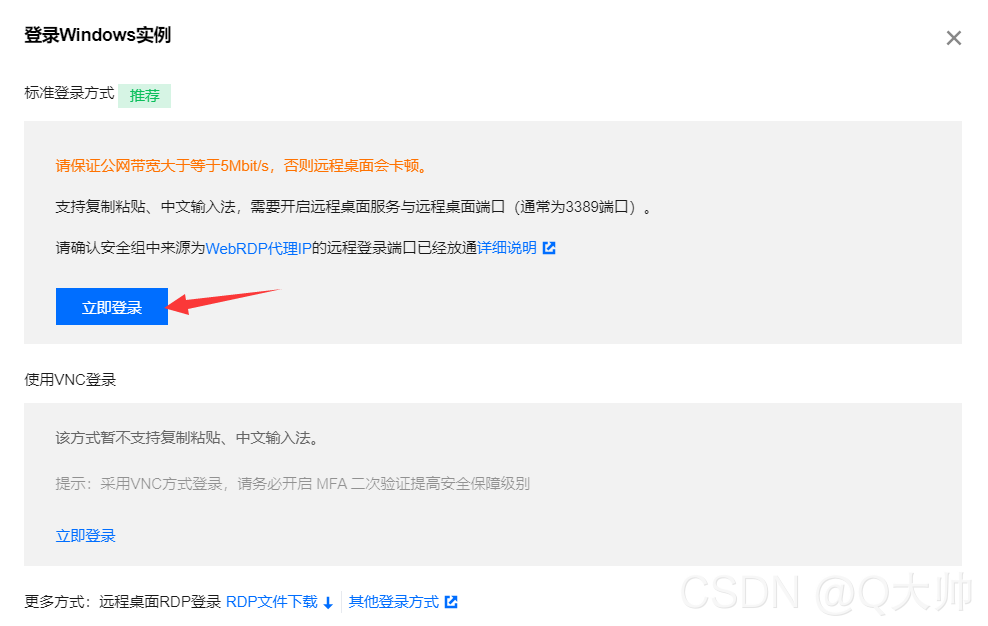 登录Windows实例
标准登录方式 推荐
请保证公网带宽大于等于5Mbit/s，否则远程桌面会卡顿。
支持复制粘贴、中文输入法，需要开启远程桌面服务与远程桌面端口（通常为3389端口）。
请确认安全组中来源为WebRDP代理IP的远程登录端口已经放通详细说明
立即登录
使用VNC登录
该方式暂不支持复制粘贴、中文输入法。
提示：采用VNC方式登录，请务必开启 MFA 二次验证提高安全保障级别
立即登录
更多方式：远程桌面RDP登录 RDP文件下载 其他登录方式
CSDN @Q大帅